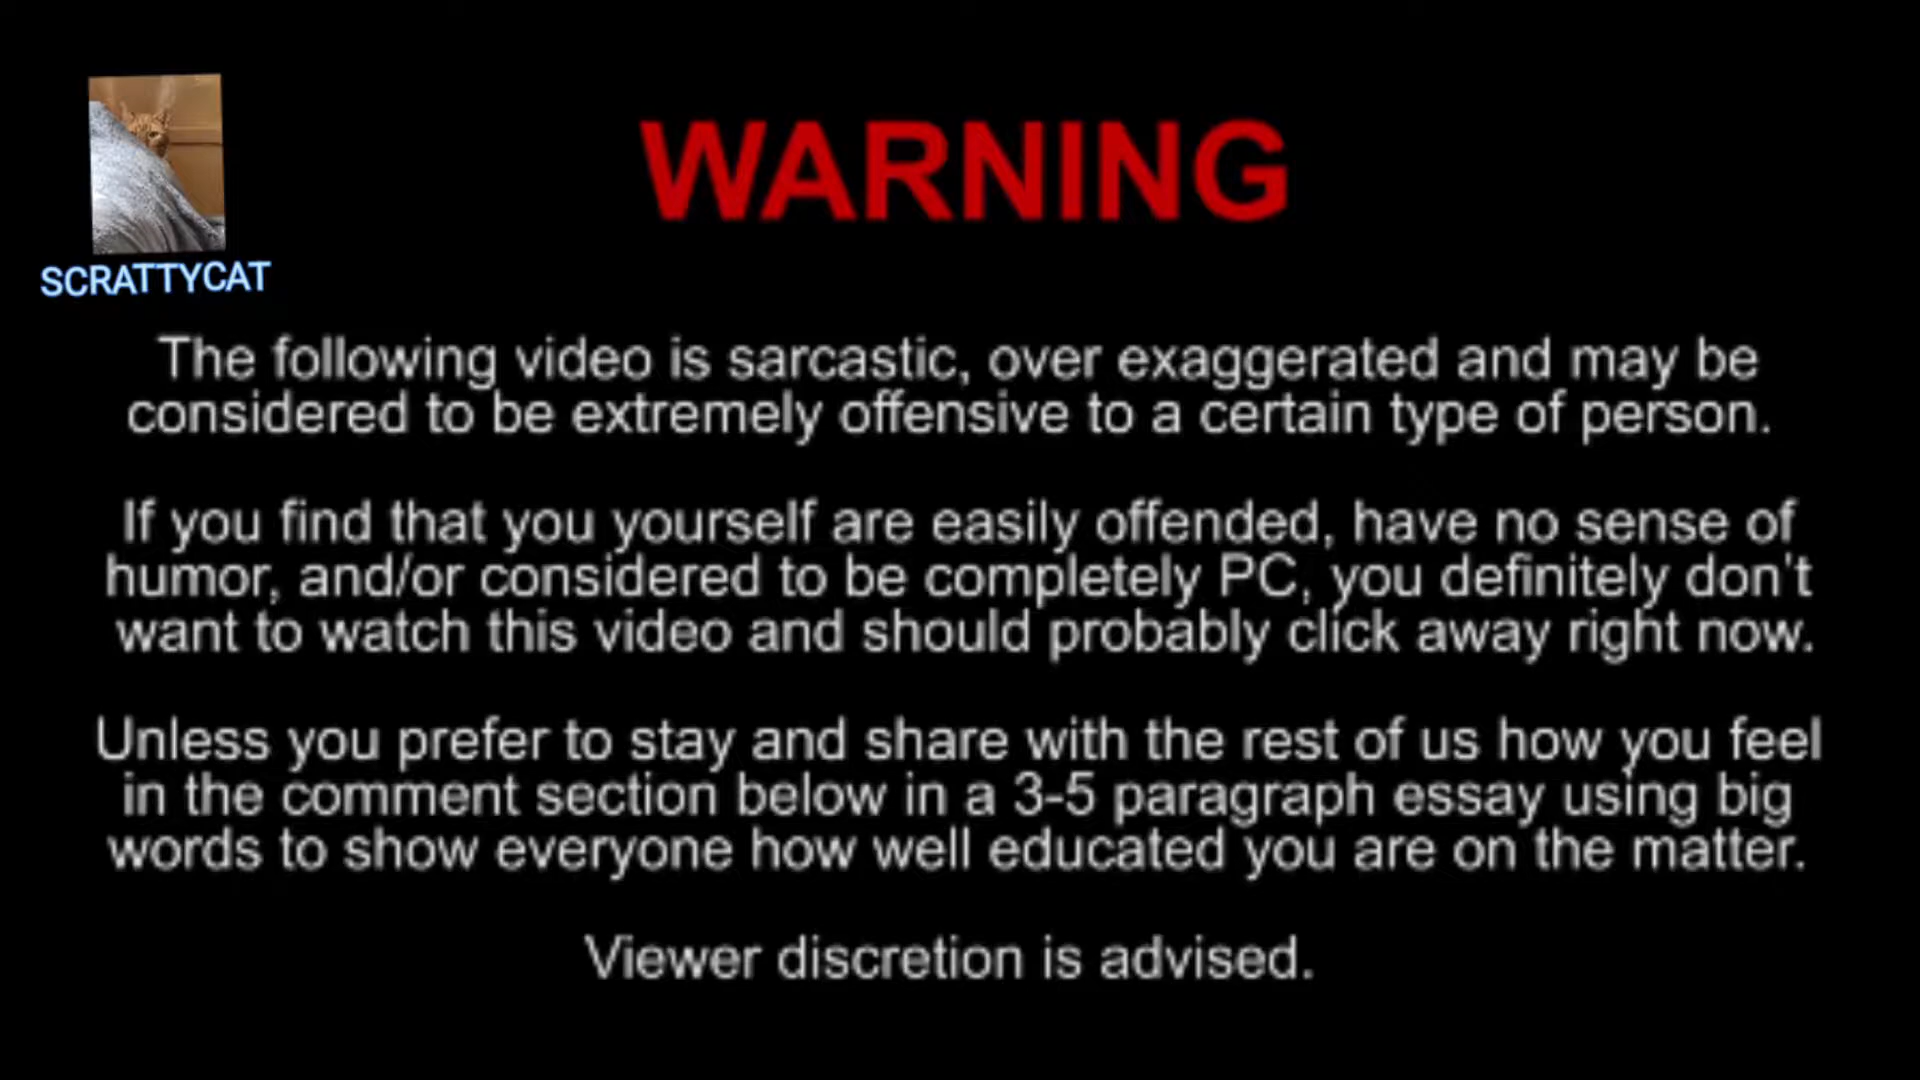 WARNING
SCRATTYCAT
The following video is sarcastic, over exaggerated and may be
considered to be extremely offensive to a certain type of person.
If you find that you yourself are easily offended, have no sense of
humor, and/or considered to be completely PC, you definitely don't
want to watch this video and should probably click away right now.
Unless you prefer to stay and share with the rest of us how you feel
in the comment section below in a 3-5 paragraph essay using big
words to show everyone how well educated you are on the matter.
Viewer discretion is advised.